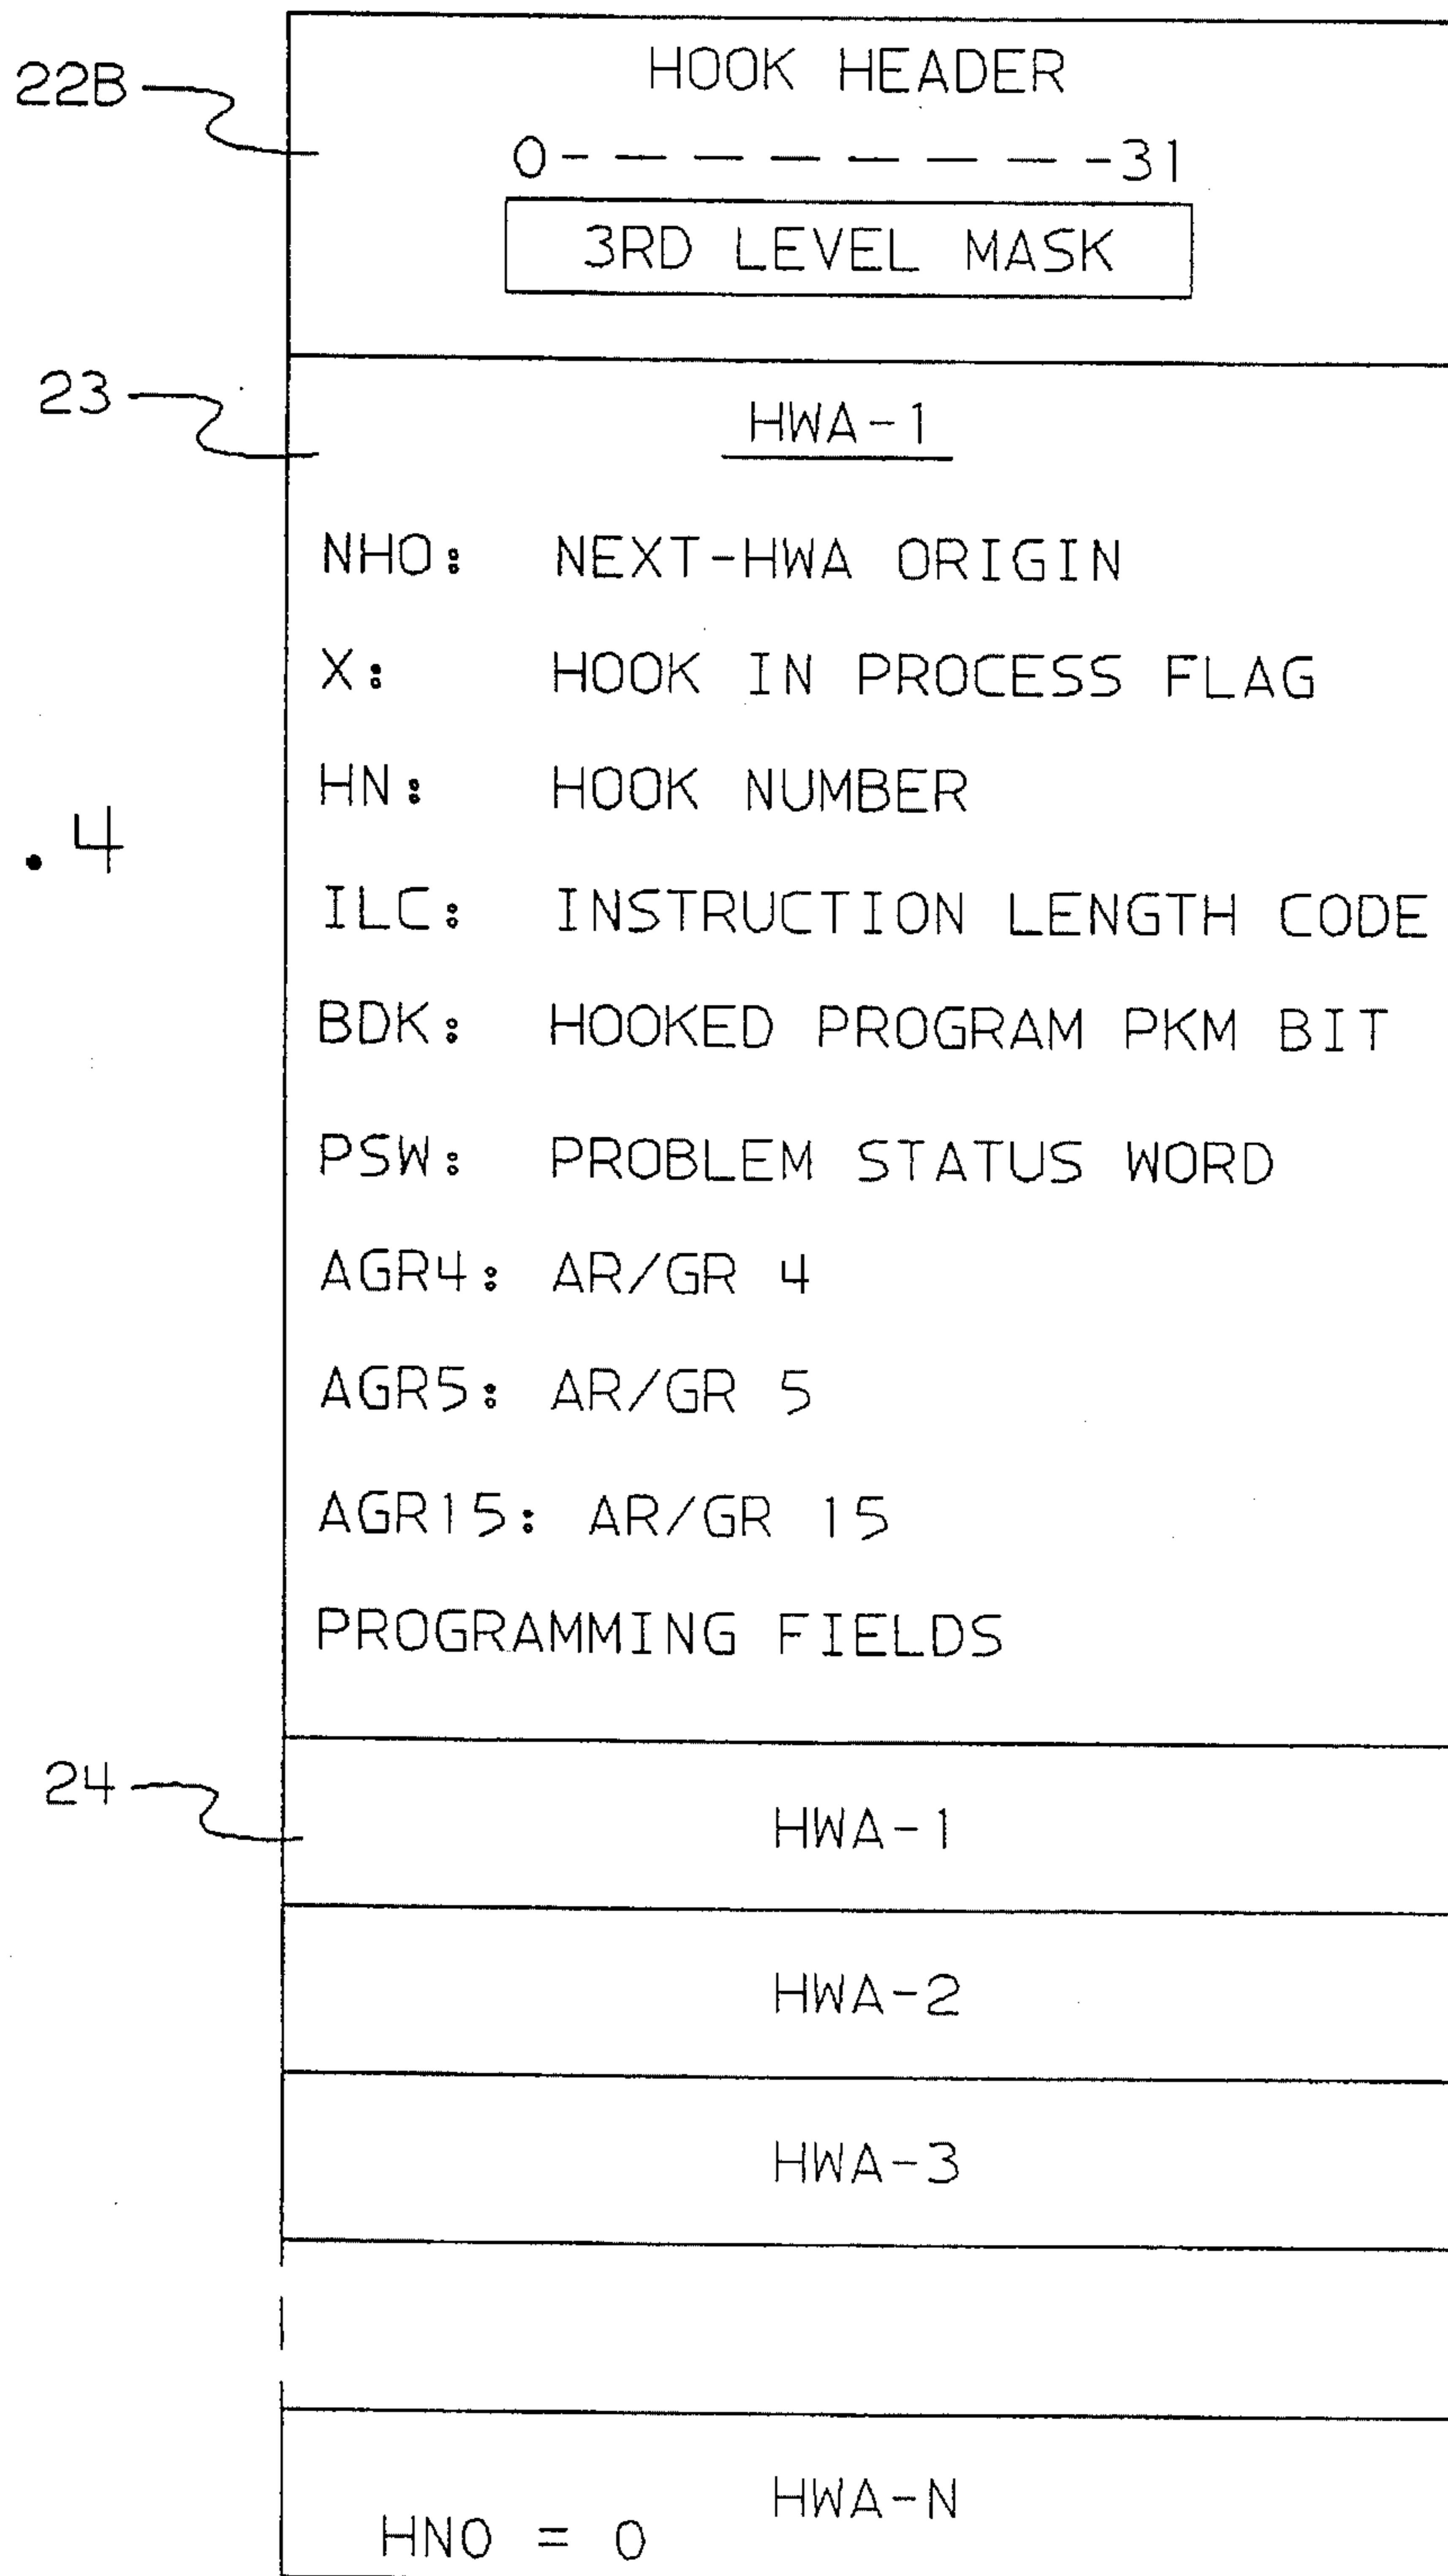 22B
HOOK HEADER
0- - - - - - - -31
3RD LEVEL MASK
23
HWA-1
NHO: NEXT-HWA ORIGIN
X: HOOK IN PROCESS FLAG
HN: HOOK NUMBER
. 4
ILC: INSTRUCTION LENGTH CODE
BDK: HOOKED PROGRAM PKM BIT
PSW: PROBLEM STATUS WORD
AGR4: AR/GR 4
AGR5: AR/GR 5
AGR15: AR/GR 15
PROGRAMMING FIELDS
24
HWA-1
HWA-2
HWA-3
HWA-N
HNO = 0